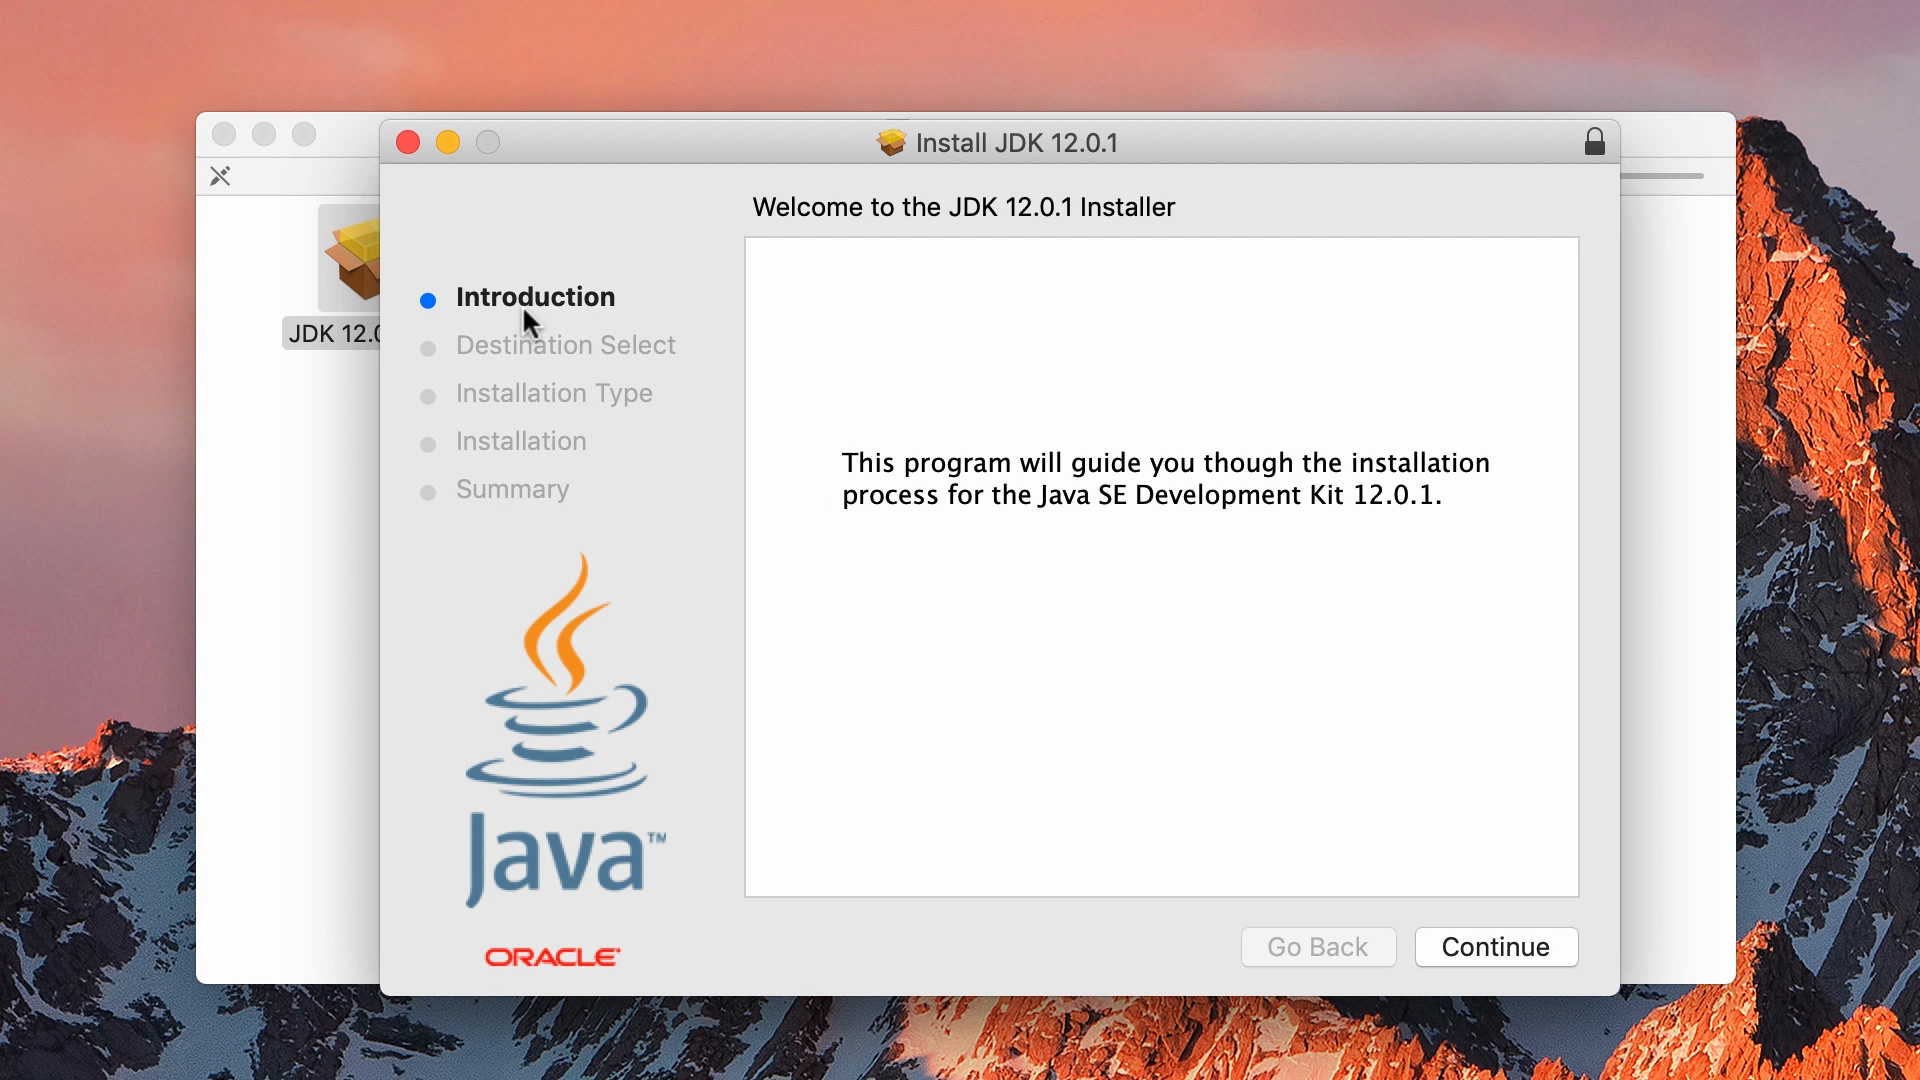 Install JDK 12.0.1
Welcome to the JDK 12.0.1 Installer
JDK 12.0
Introduction
Destination Select
Installation Type
Installation
Summary
This program will guide you though the installation
process for the Java SE Development Kit 12.0.1.
Java™
ORACLE
Go Back
Continue